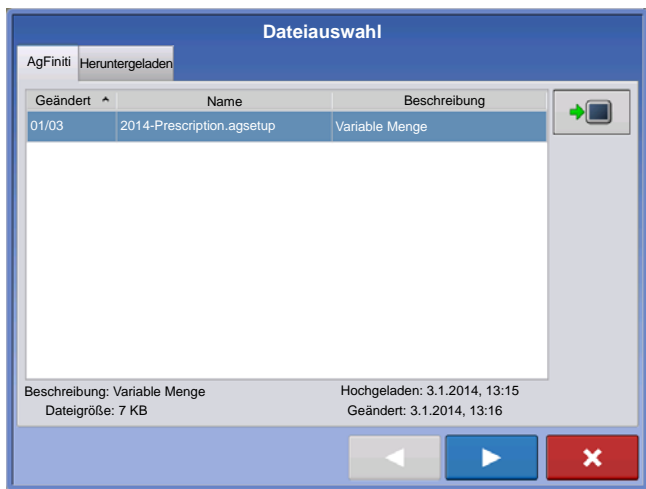 Dateiauswahl
AgFiniti Heruntergeladen
Geändert Name Beschreibung
01/03 2014-Prescription.agsetup Variable Menge
Beschreibung: Variable Menge Hochgeladen: 3.1.2014, 13:15
Dateigröße: 7 KB Geändert: 3.1.2014, 13:16